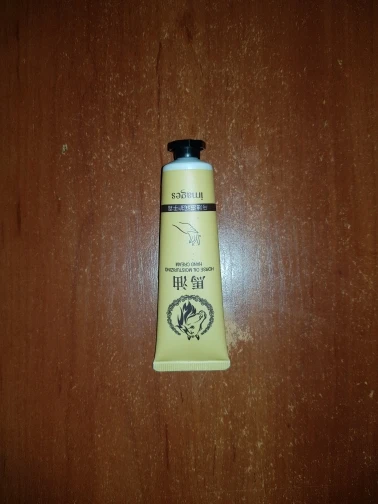 馬油
HORSE OIL MOISTURIZING
HAND CREAM
images